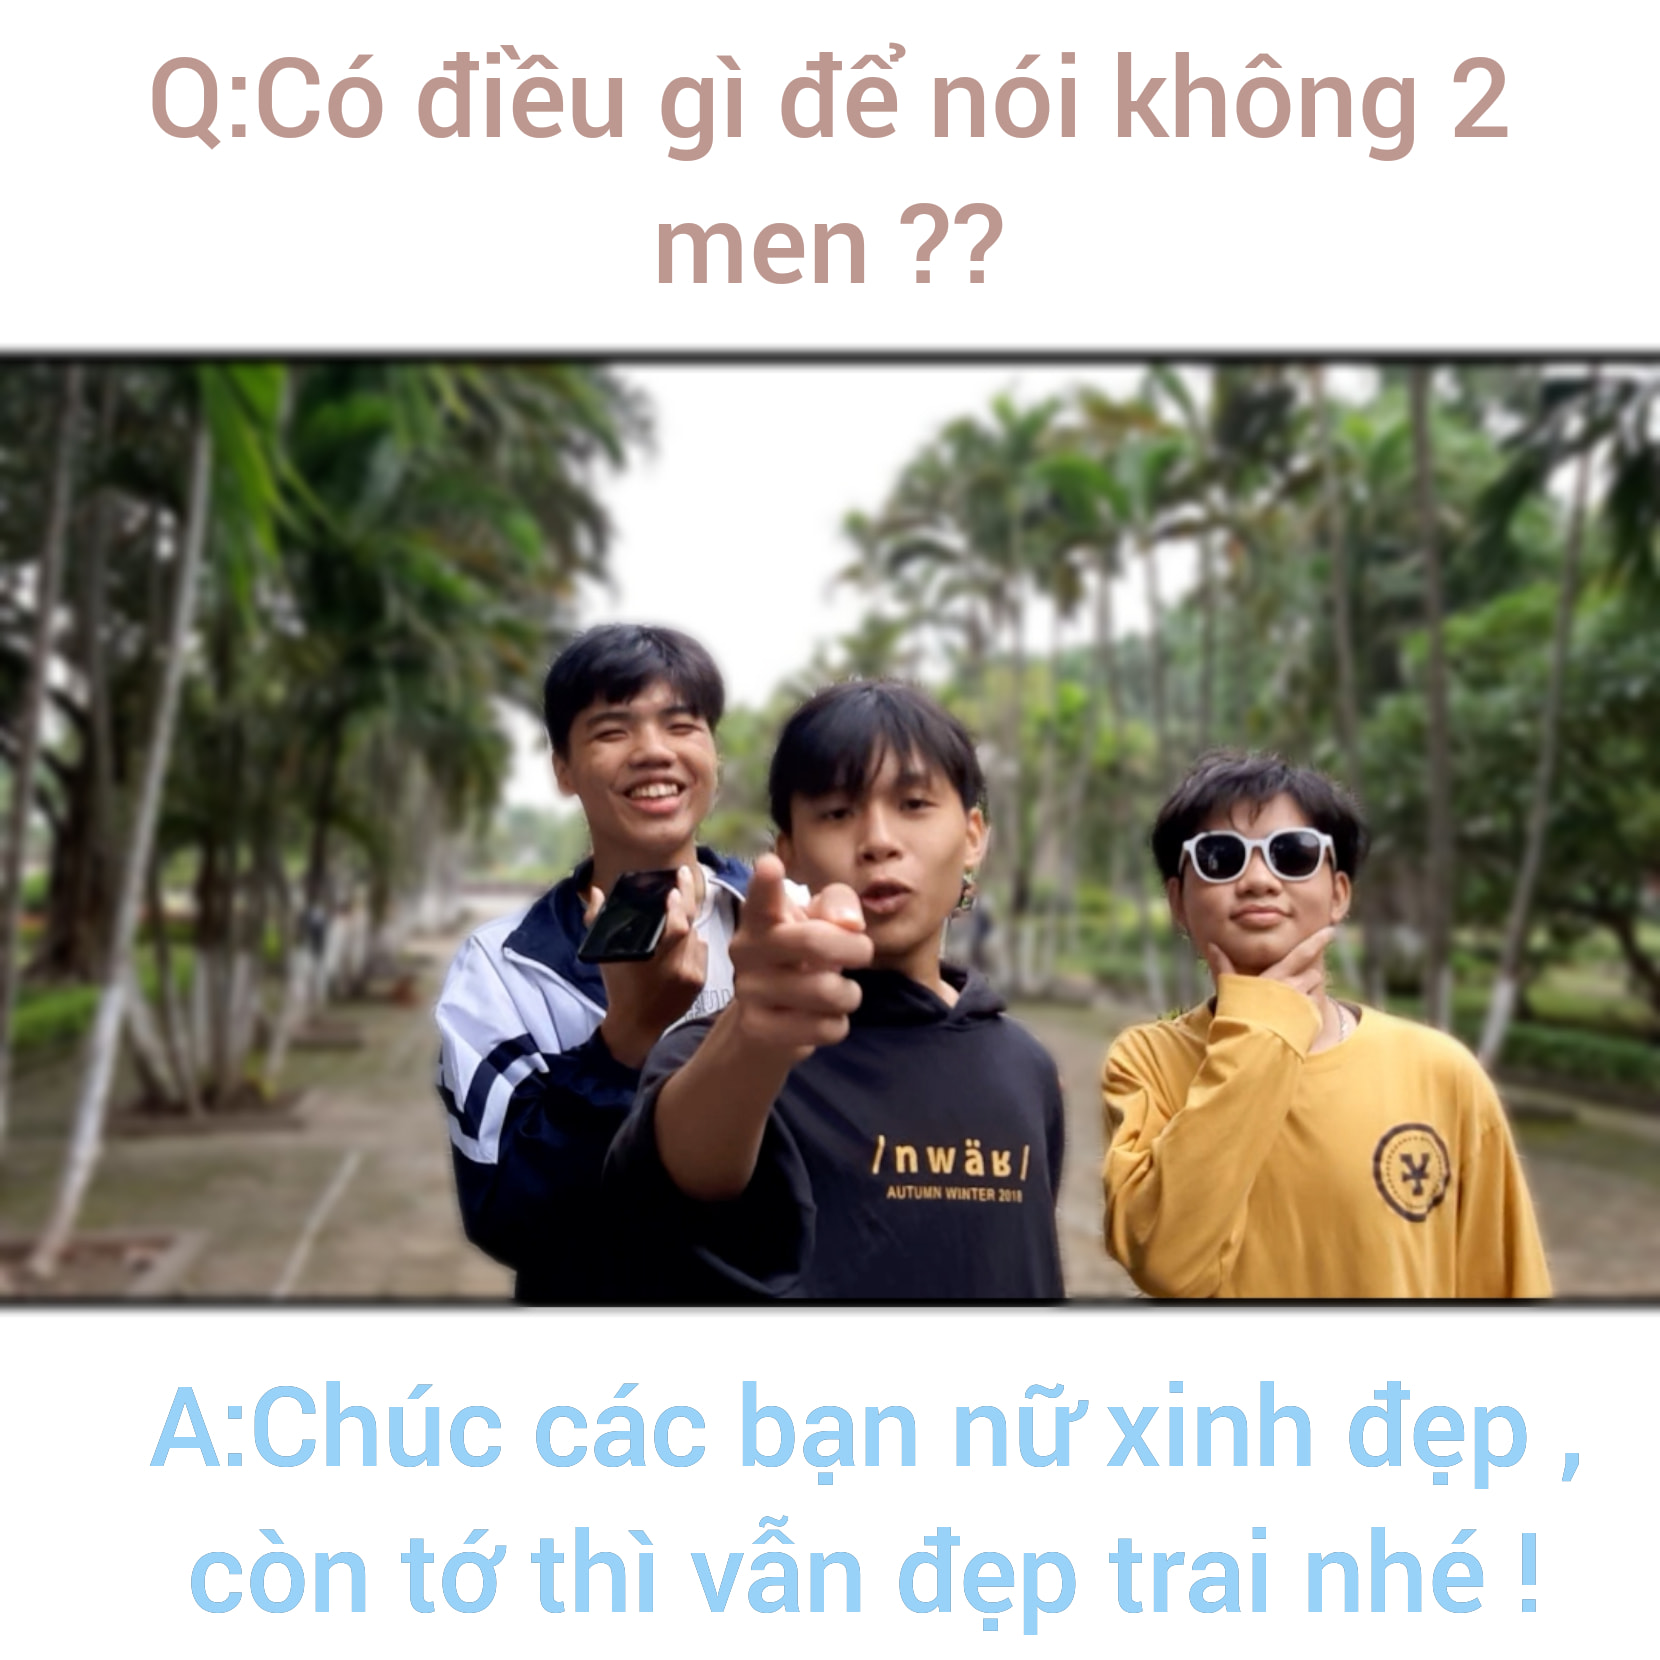 Q:Có điều gì để nói không 2
men ??
/nwäʁ/
AUTUMN WINTER 2018
A:Chúc các bạn nữ xinh đẹp ,
còn tớ thì vẫn đẹp trai nhé !